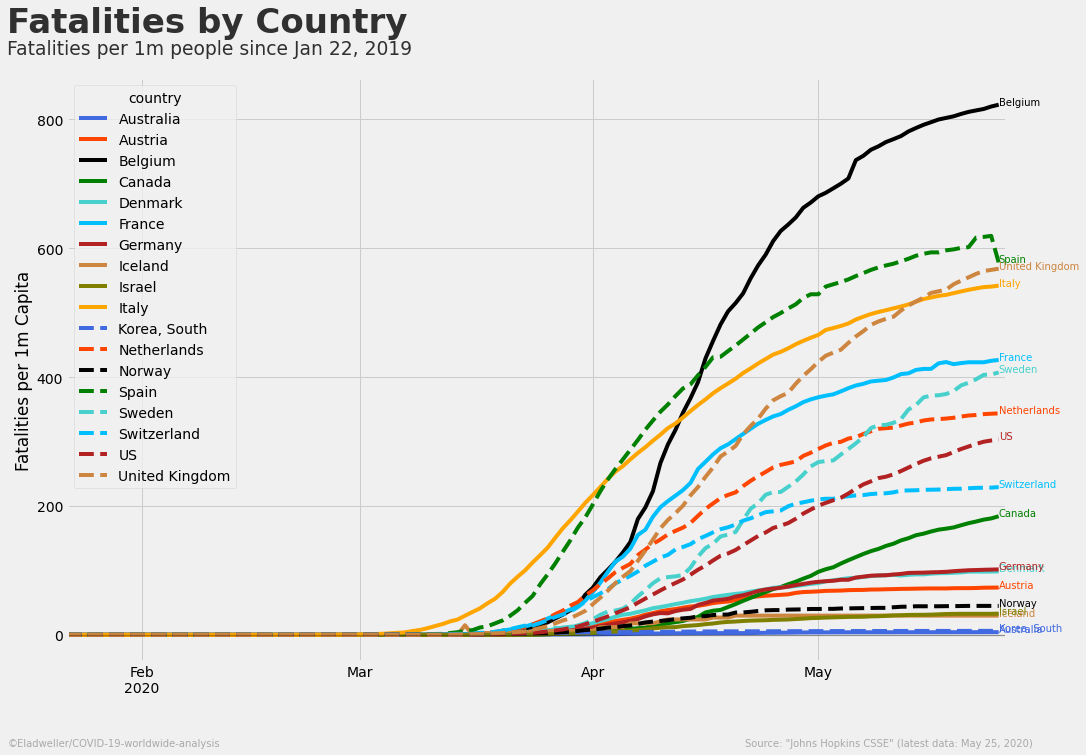 Fatalities by Country
Fatalities per 1m people since Jan 22, 2019
Fatalities per 1m Capita
800
600
400
200
0
country
Australia
Austria
Belgium
Canada
Denmark
France
Germany
Iceland
Israel
Italy
Korea, South
Netherlands
Norway
Spain
Sweden
Switzerland
US
United Kingdom
Belgium
Spain
United Kingdom
Italy
France
Sweden
Netherlands
US
Switzerland
Canada
Germany
Denmark
Austria
Norway
Israel
Iceland
Korea, South
Australia
Feb
2020
Mar
Apr
May
©Eladweller/COVID-19-worldwide-analysis
Source: "Johns Hopkins CSSE" (latest data: May 25, 2020)